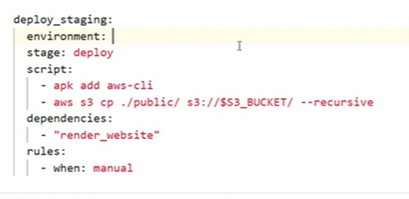 deploy_staging:
  environment:
  stage: deploy
  script:
    - apk add aws-cli
    - aws s3 cp ./public/ s3://$S3_BUCKET/ --recursive
  dependencies:
    - "render_website"
  rules:
    - when: manual